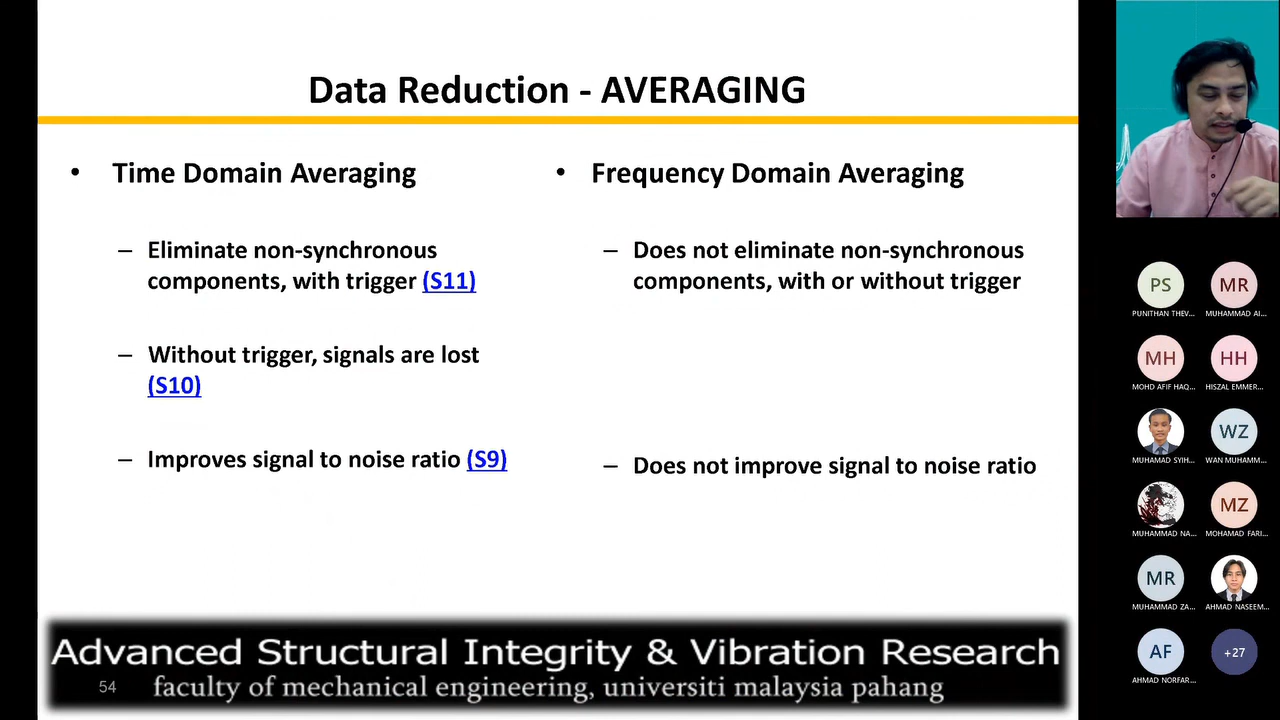 Data Reduction - AVERAGING
• Time Domain Averaging
– Eliminate non-synchronous
components, with trigger (S11)
– Without trigger, signals are lost
(S10)
– Improves signal to noise ratio (S9)
• Frequency Domain Averaging
– Does not eliminate non-synchronous
components, with or without trigger
– Does not improve signal to noise ratio
Advanced Structural Integrity & Vibration Research
54 faculty of mechanical engineering, universiti malaysia pahang
PS MR
PUNITHAN THEV... MUHAMMAD AI...
MH HH
MOHD AFIF HAQ... HISZAL EMMER...
WZ
MUHAMAD SYIH... WAN MUHAMM...
MZ
MUHAMMAD NA... MOHAMAD FARI...
MR
MUHAMMAD ZA... AHMAD NASEEM...
AF +27
AHMAD NORFAR...